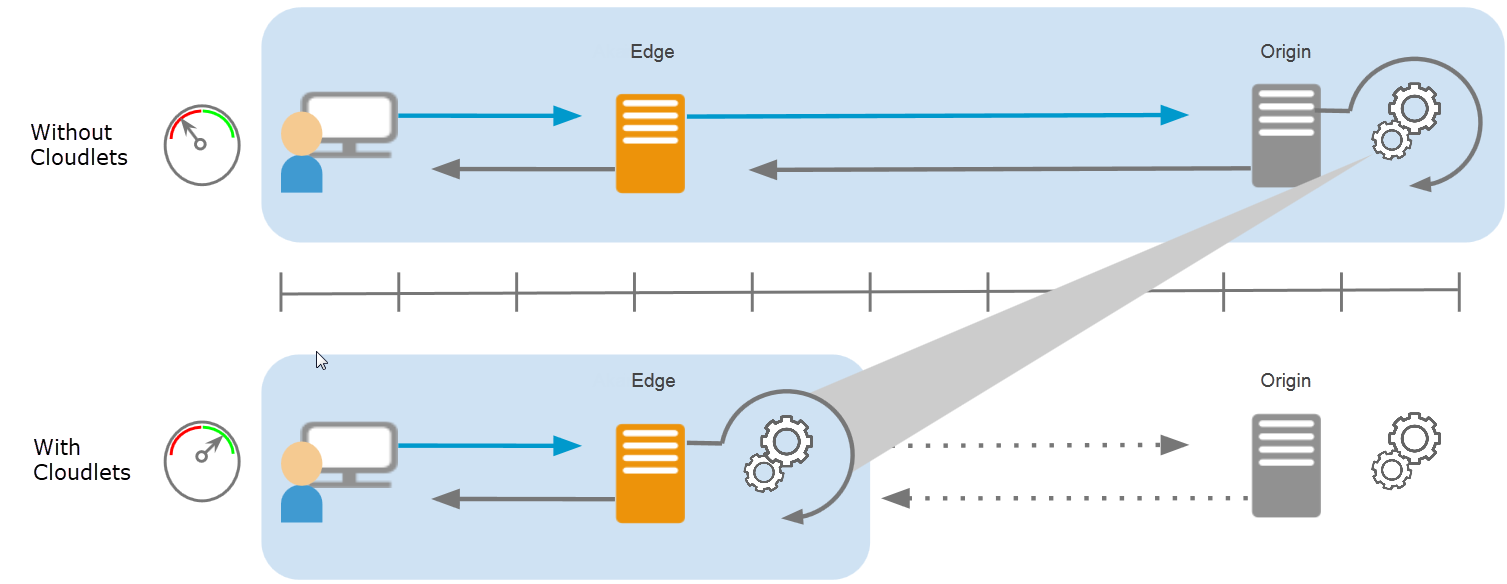 Edge
Origin
Without
Cloudlets
Edge
Origin
With
Cloudlets